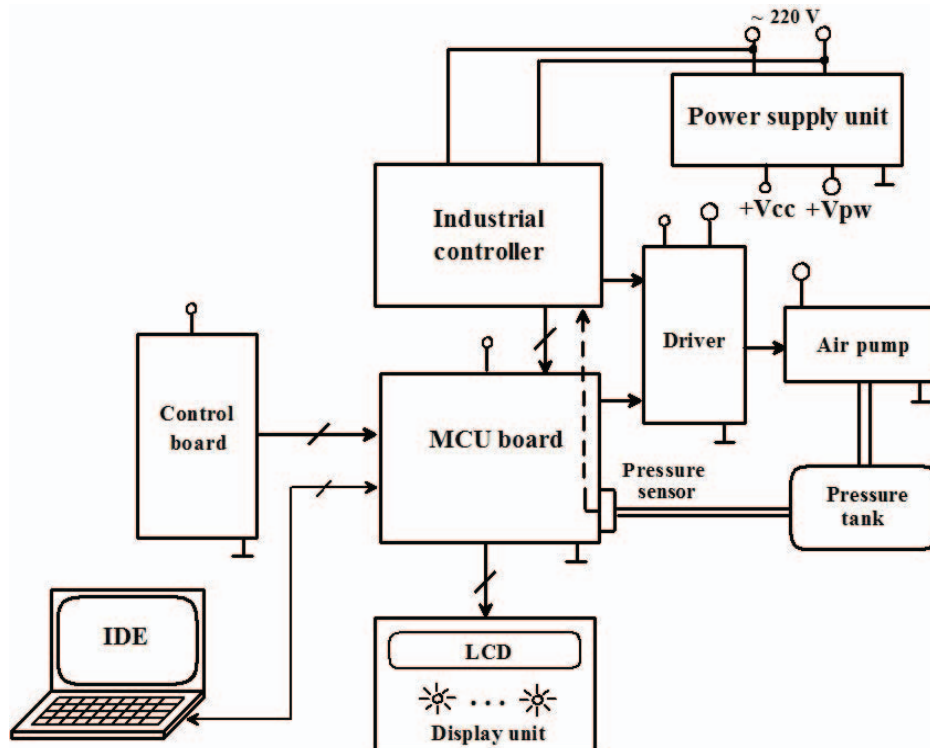 ~ 220 V
Power supply unit
+Vcc +Vpw
Industrial
controller
Driver
Air pump
Control
board
MCU board
Pressure
sensor
Pressure
tank
IDE
LCD
...
Display unit